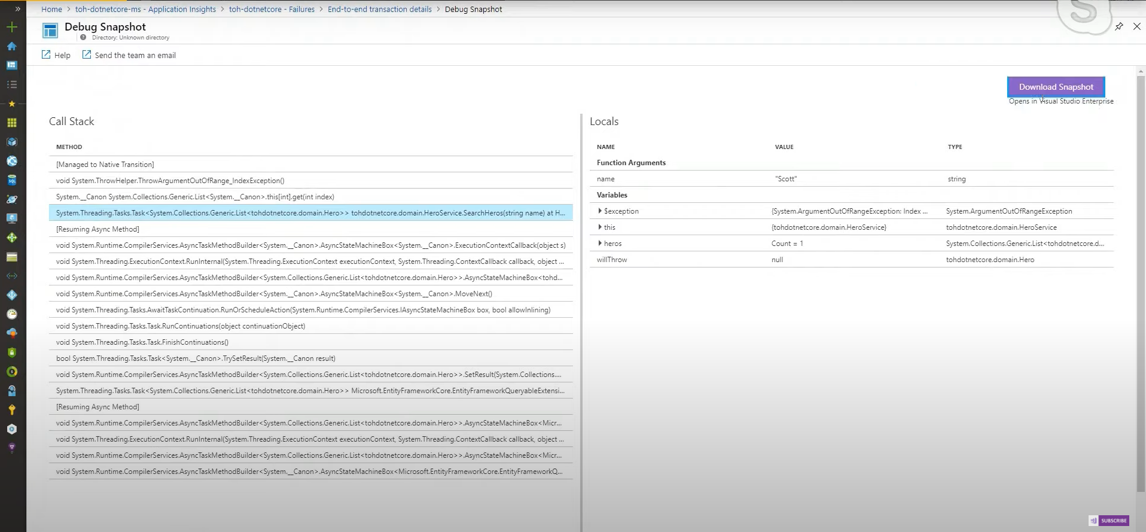 Home > toh-dotnetcore-ms - Application Insights > toh-dotnetcore - Failures > End-to-end transaction details > Debug Snapshot
Debug Snapshot
Directory: Unknown directory
Help Send the team an email
Download Snapshot
Opens in Visual Studio Enterprise
Call Stack
METHOD
[Managed to Native Transition]
void System.ThrowHelper.ThrowArgumentOutOfRange_IndexException()
System.__Canon System.Collections.Generic.List<System.__Canon>.this[int].get(int index)
System.Threading.Tasks.Task<System.Collections.Generic.List<tohdotnetcore.domain.Hero>> tohdotnetcore.domain.HeroService.SearchHeros(string name) at H...
[Resuming Async Method]
void System.Runtime.CompilerServices.AsyncTaskMethodBuilder<System.__Canon>.AsyncStateMachineBox<System.__Canon>.ExecutionContextCallback(object s)
void System.Threading.ExecutionContext.RunInternal(System.Threading.ExecutionContext executionContext, System.Threading.ContextCallback callback, object ...
void System.Runtime.CompilerServices.AsyncTaskMethodBuilder<System.Collections.Generic.List<tohdotnetcore.domain.Hero>>.AsyncStateMachineBox<tohd...
void System.Runtime.CompilerServices.AsyncTaskMethodBuilder<System.__Canon>.AsyncStateMachineBox<System.__Canon>.MoveNext()
void System.Threading.Tasks.AwaitTaskContinuation.RunOrScheduleAction(System.Runtime.CompilerServices.IAsyncStateMachineBox box, bool allowInlining)
void System.Threading.Tasks.Task.RunContinuations(object continuationObject)
void System.Threading.Tasks.Task.FinishContinuations()
bool System.Threading.Tasks.Task<System.__Canon>.TrySetResult(System.__Canon result)
void System.Runtime.CompilerServices.AsyncTaskMethodBuilder<System.Collections.Generic.List<tohdotnetcore.domain.Hero>>.SetResult(System.Collections....
System.Threading.Tasks.Task<System.Collections.Generic.List<tohdotnetcore.domain.Hero>> Microsoft.EntityFrameworkCore.EntityFrameworkQueryableExtensi...
[Resuming Async Method]
void System.Runtime.CompilerServices.AsyncTaskMethodBuilder<System.Collections.Generic.List<tohdotnetcore.domain.Hero>>.AsyncStateMachineBox<Micr...
void System.Threading.ExecutionContext.RunInternal(System.Threading.ExecutionContext executionContext, System.Threading.ContextCallback callback, object ...
void System.Runtime.CompilerServices.AsyncTaskMethodBuilder<System.Collections.Generic.List<tohdotnetcore.domain.Hero>>.AsyncStateMachineBox<Micr...
void System.Runtime.CompilerServices.AsyncTaskMethodBuilder<System.__Canon>.AsyncStateMachineBox<Microsoft.EntityFrameworkCore.EntityFrameworkQ...
Locals
NAME VALUE TYPE
Function Arguments
name "Scott" string
Variables
$exception {System.ArgumentOutOfRangeException: Index ... System.ArgumentOutOfRangeException
this {tohdotnetcore.domain.HeroService} tohdotnetcore.domain.HeroService
heros Count = 1 System.Collections.Generic.List<tohdotnetcore.d...
willThrow null tohdotnetcore.domain.Hero
SUBSCRIBE